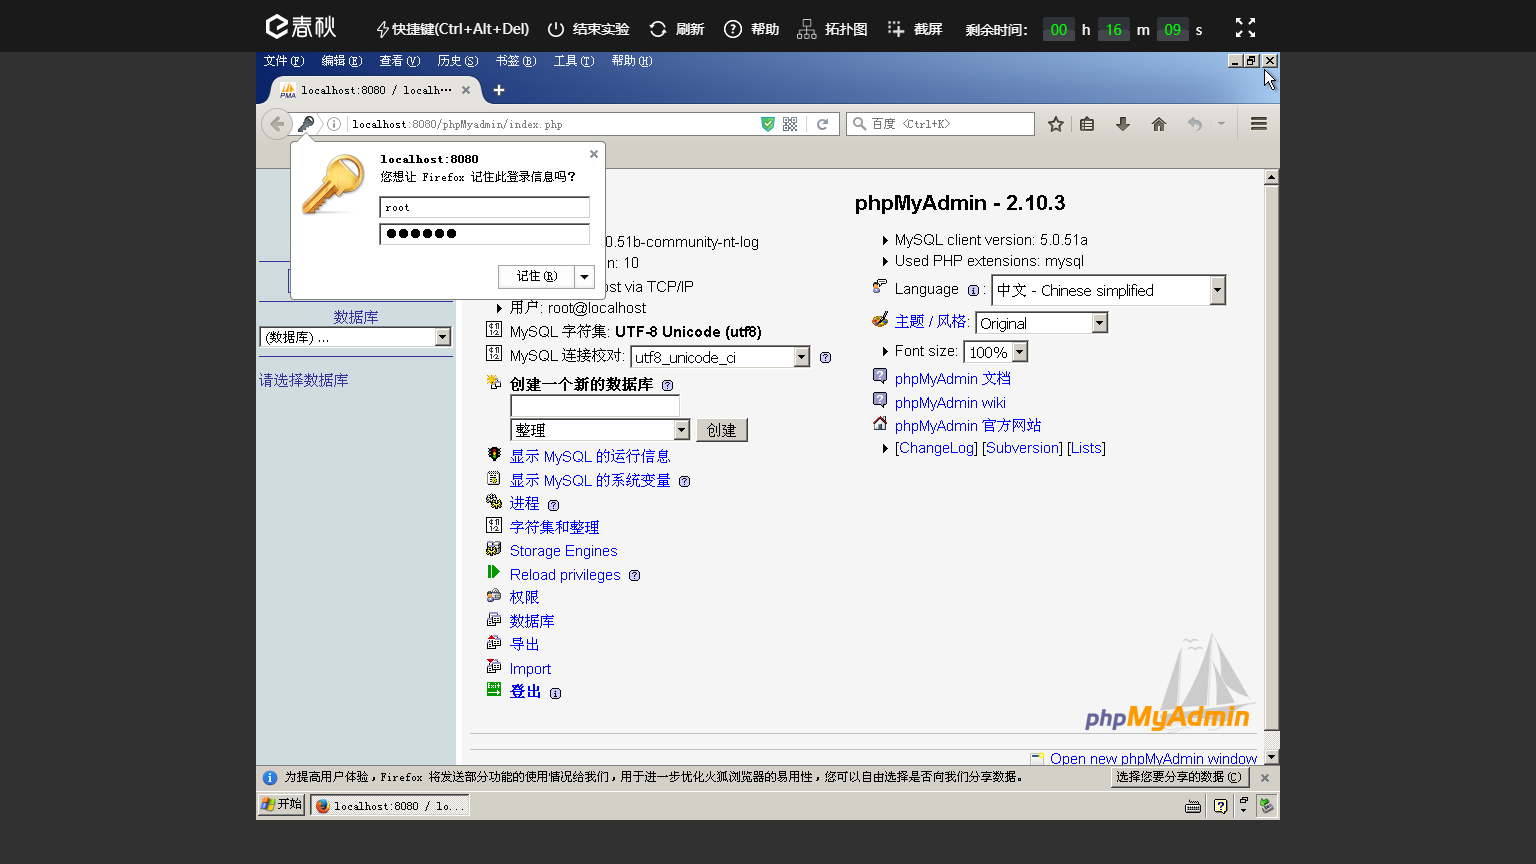 春秋 快捷键(Ctrl+Alt+Del) 结束实验 刷新 帮助 拓扑图 截屏 剩余时间: 00 h 16 m 09 s
文件(F) 编辑(E) 查看(V) 历史(S) 书签(B) 工具(T) 帮助(H)
PMA localhost:8080 / localh···
localhost:8080/phpMyadmin/index.php 百度 <Ctrl+K>
localhost:8080
您想让 Firefox 记住此登录信息吗?
root
●●●●●●
记住(R)
数据库
(数据库) ...
请选择数据库
0.51b-community-nt-log
n: 10
ost via TCP/IP
用户: root@localhost
MySQL 字符集: UTF-8 Unicode (utf8)
MySQL 连接校对: utf8_unicode_ci
创建一个新的数据库
整理 创建
显示 MySQL 的运行信息
显示 MySQL 的系统变量
进程
字符集和整理
Storage Engines
Reload privileges
权限
数据库
导出
Import
登出
phpMyAdmin - 2.10.3
MySQL client version: 5.0.51a
Used PHP extensions: mysql
Language : 中文 - Chinese simplified
主题 / 风格: Original
Font size: 100%
phpMyAdmin 文档
phpMyAdmin wiki
phpMyAdmin 官方网站
[ChangeLog] [Subversion] [Lists]
phpMyAdmin
Open new phpMyAdmin window
为提高用户体验，Firefox 将发送部分功能的使用情况给我们，用于进一步优化火狐浏览器的易用性，您可以自由选择是否向我们分享数据。 选择您要分享的数据(C)
开始 localhost:8080 / lo...